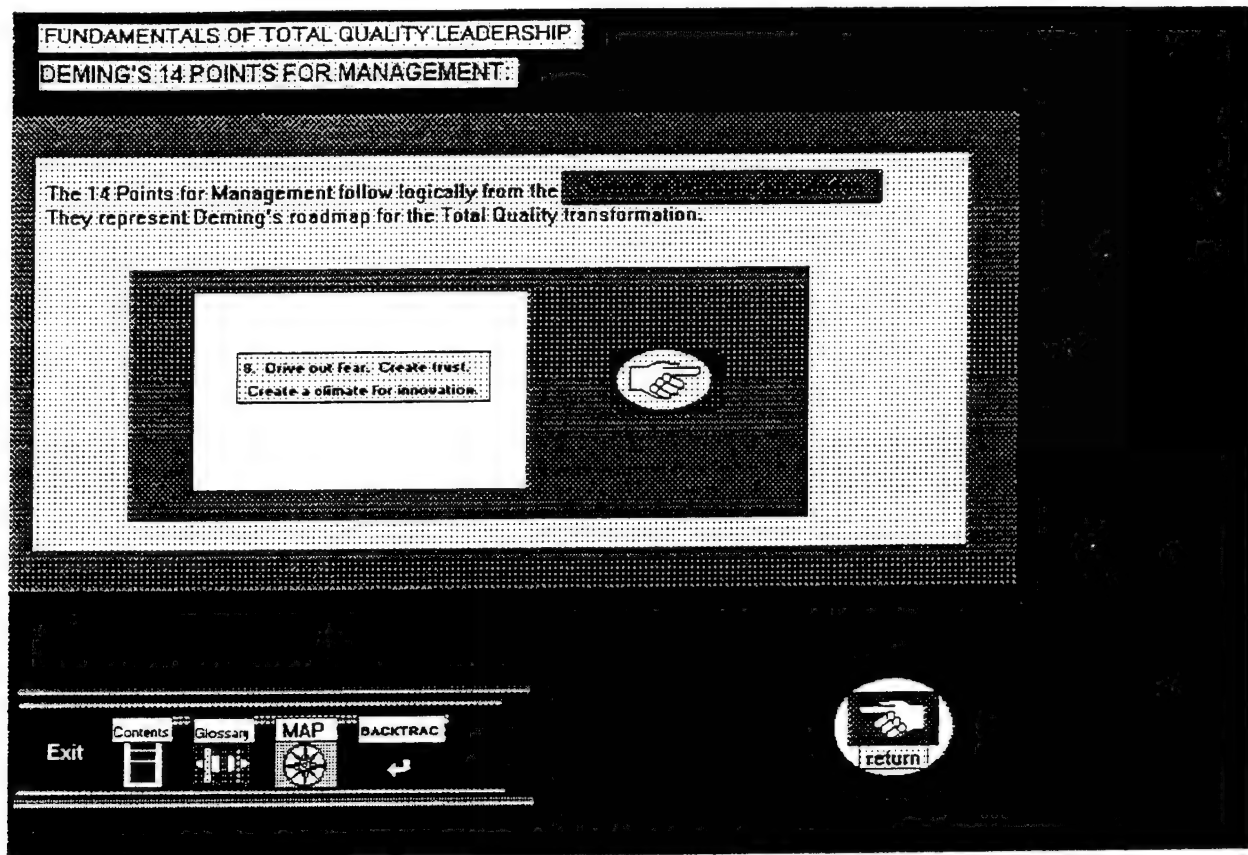 FUNDAMENTALS OF TOTAL QUALITY LEADERSHIP
DEMING'S 14 POINTS FOR MANAGEMENT:
The 14 Points for Management follow logically from the
They represent Deming's roadmap for the Total Quality transformation.
8. Drive out fear. Create trust.
Create a climate for innovation.
Exit
Contents
Glossary
MAP
BACKTRAC
return